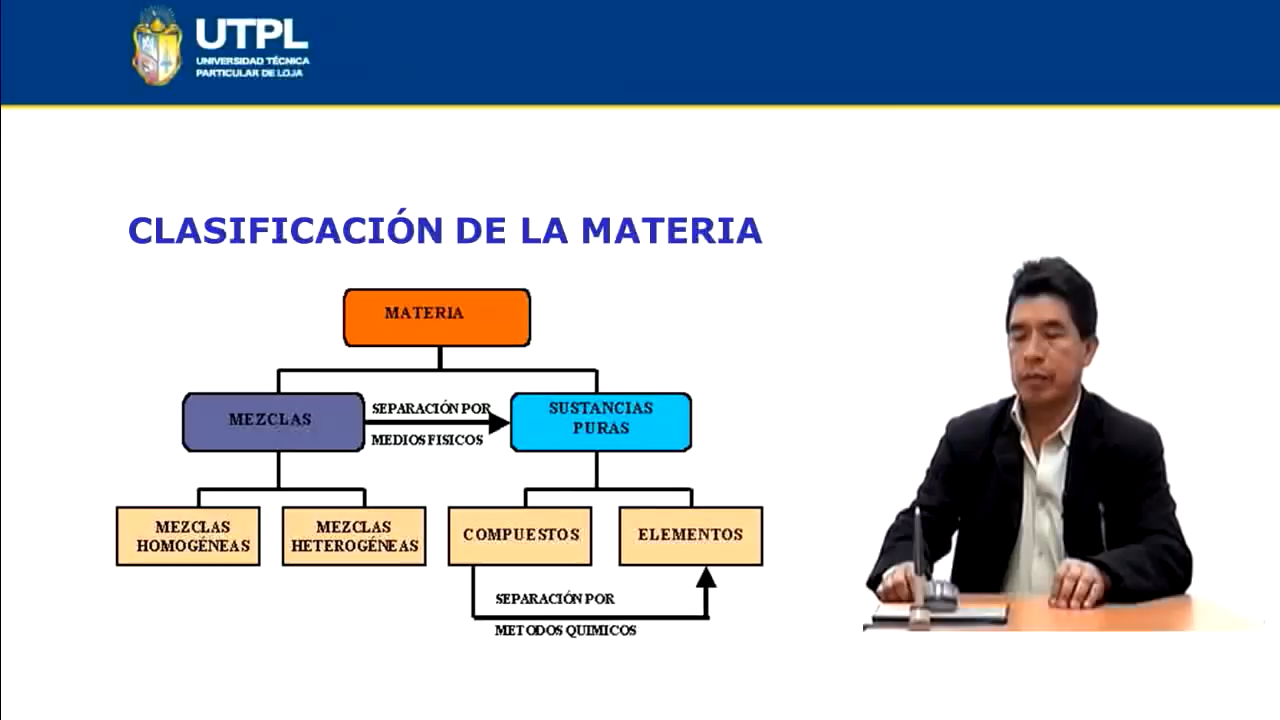 UTPL
UNIVERSIDAD TÉCNICA
PARTICULAR DE LOJA
CLASIFICACIÓN DE LA MATERIA
MATERIA
MEZCLAS
SEPARACIÓN POR
MEDIOS FISICOS
SUSTANCIAS
PURAS
MEZCLAS
HOMOGÉNEAS
MEZCLAS
HETEROGÉNEAS
COMPUESTOS
ELEMENTOS
SEPARACIÓN POR
METODOS QUIMICOS